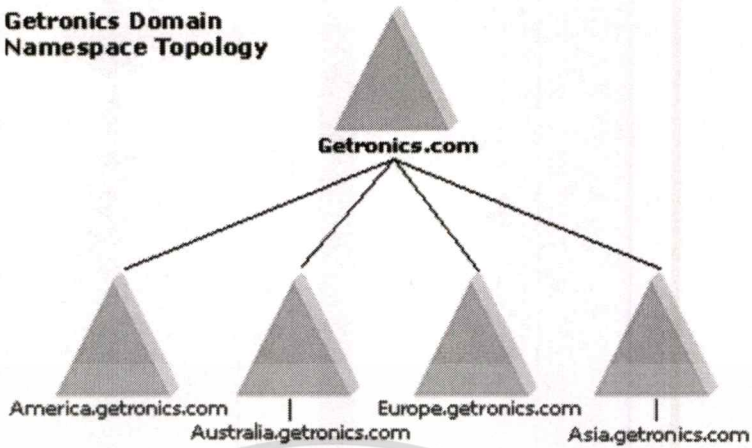 Getronics Domain
Namespace Topology
Getronics.com
America.getronics.com
Australia.getronics.com
Europe.getronics.com
Asia.getronics.com